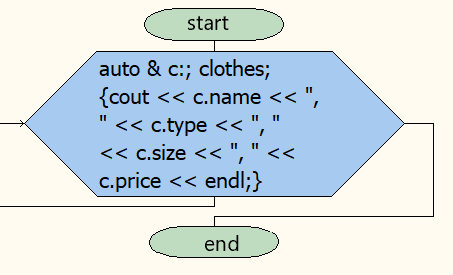 start
auto & c:; clothes;
{cout << c.name << ",
" << c.type << ", "
<< c.size << ", " <<
c.price << endl;}
end